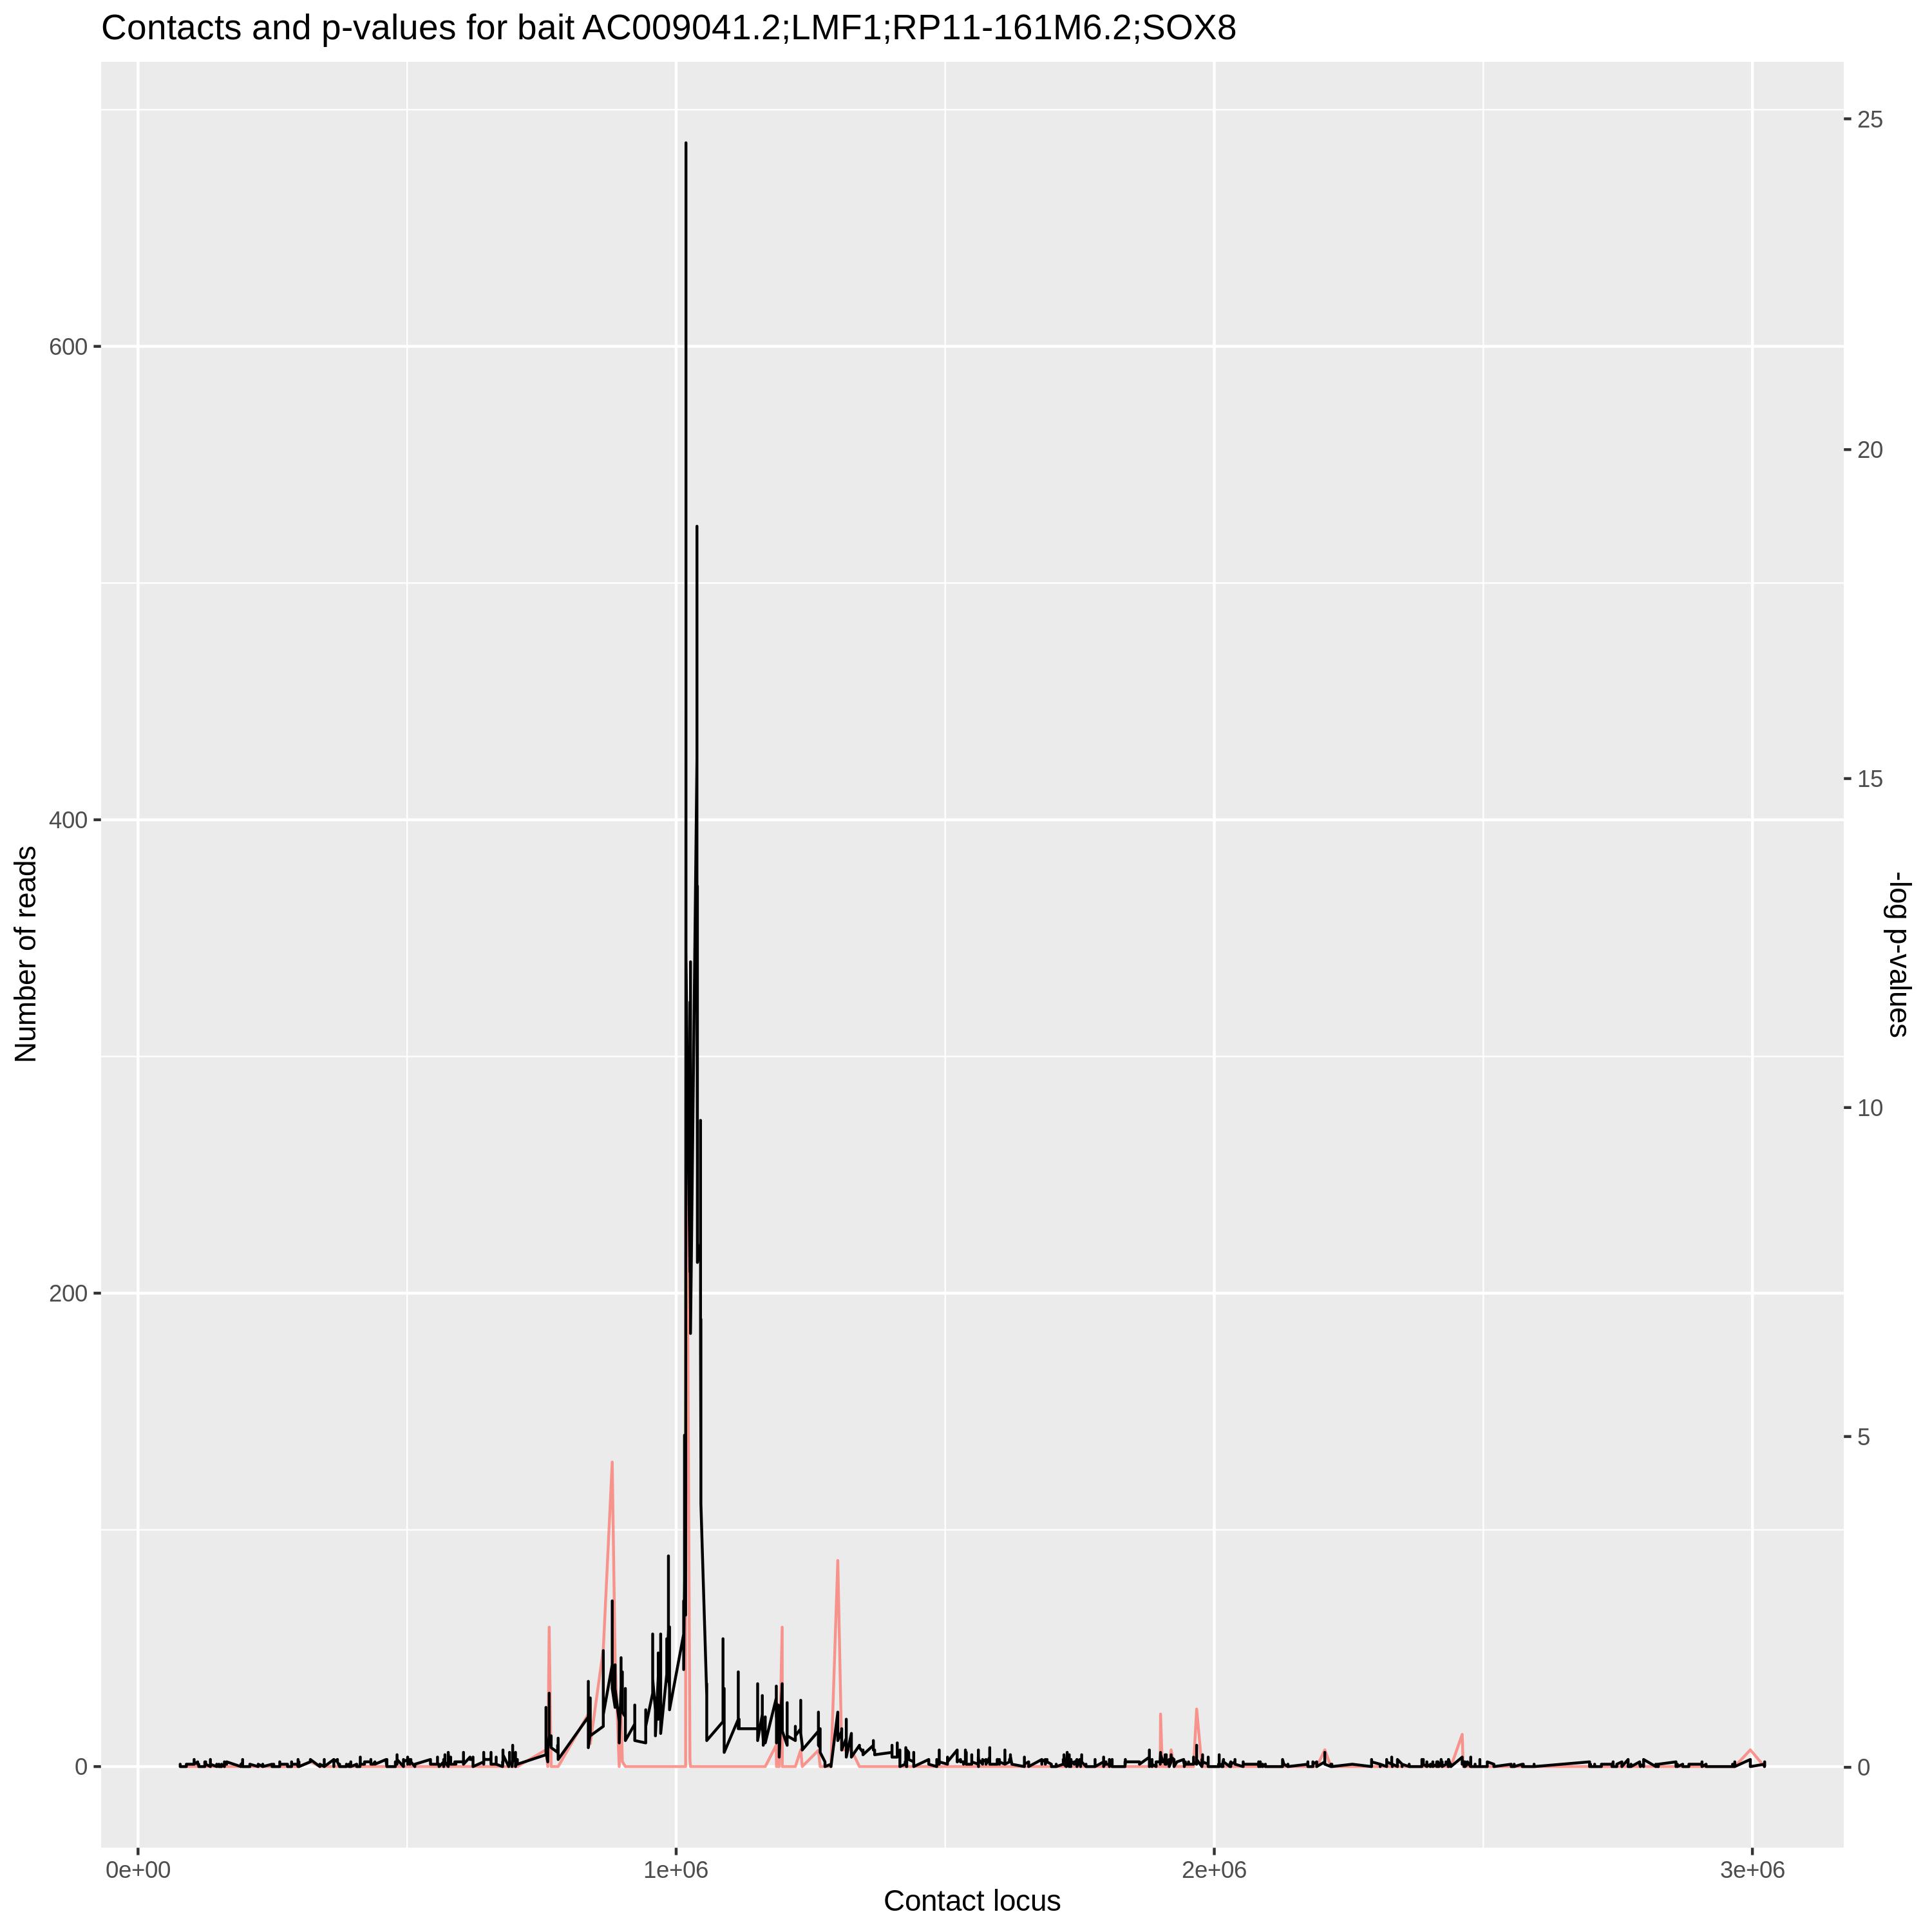 Contacts and p-values for bait AC009041.2;LMF1;RP11-161M6.2;SOX8
Number of reads
600
400
200
0
25
20
15
10
5
0
-log p-values
0e+00
1e+06
2e+06
3e+06
Contact locus